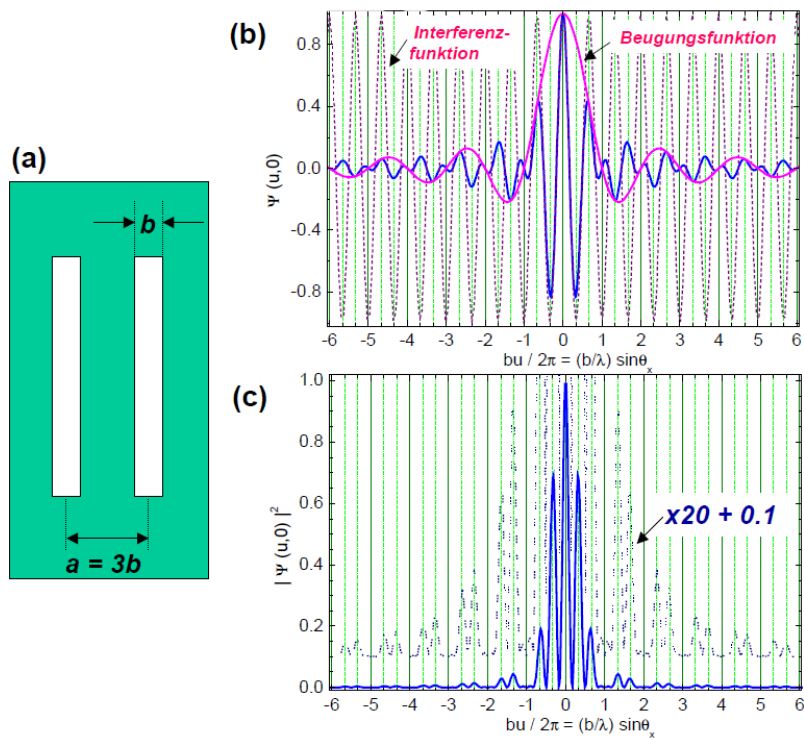 (a)
b
a = 3b
(b)
Interferenz-
funktion
Beugungsfunktion
Ψ (u,0)
1.0
0.4
0.0
-0.4
-0.8
-6 -5 -4 -3 -2 -1 0 1 2 3 4 5 6
bu / 2π = (b/λ) sinθx
(c)
x20 + 0.1
| Ψ (u,0) |²
1.0
0.8
0.6
0.4
0.2
0.0
-6 -5 -4 -3 -2 -1 0 1 2 3 4 5 6
bu / 2π = (b/λ) sinθx